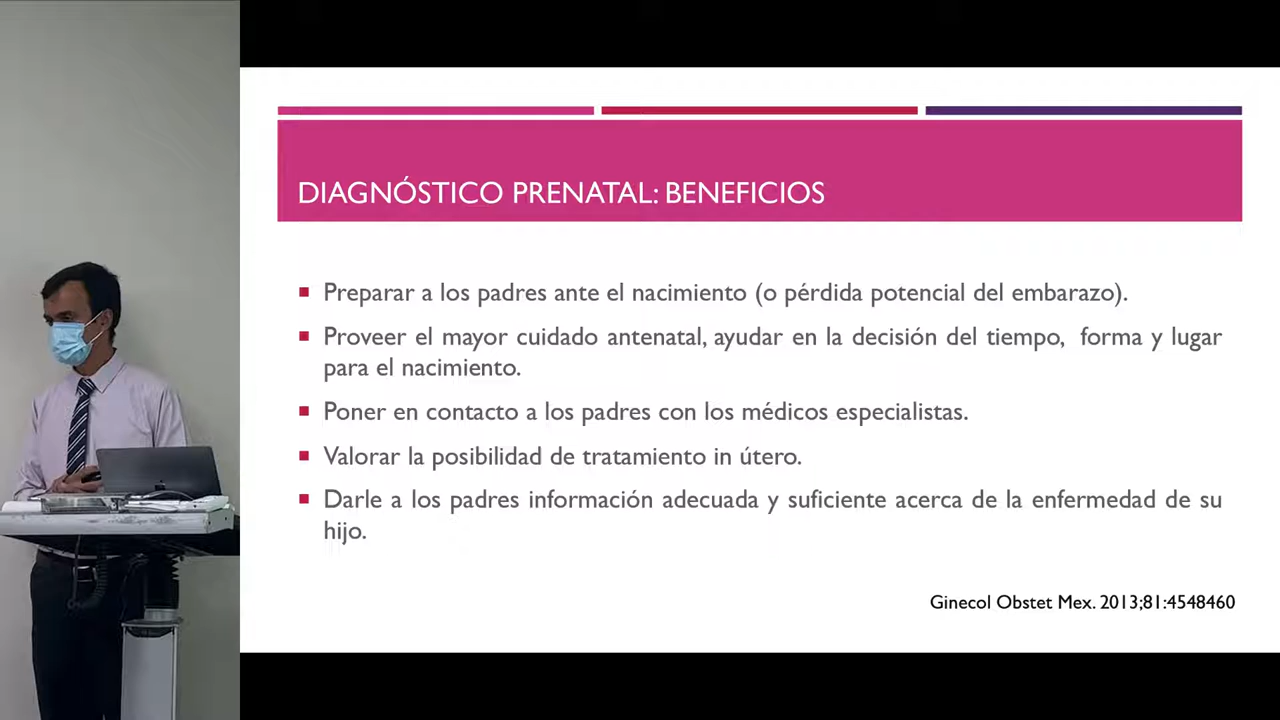 DIAGNÓSTICO PRENATAL: BENEFICIOS
Preparar a los padres ante el nacimiento (o pérdida potencial del embarazo).
Proveer el mayor cuidado antenatal, ayudar en la decisión del tiempo, forma y lugar
para el nacimiento.
Poner en contacto a los padres con los médicos especialistas.
Valorar la posibilidad de tratamiento in útero.
Darle a los padres información adecuada y suficiente acerca de la enfermedad de su
hijo.
Ginecol Obstet Mex. 2013;81:4548460